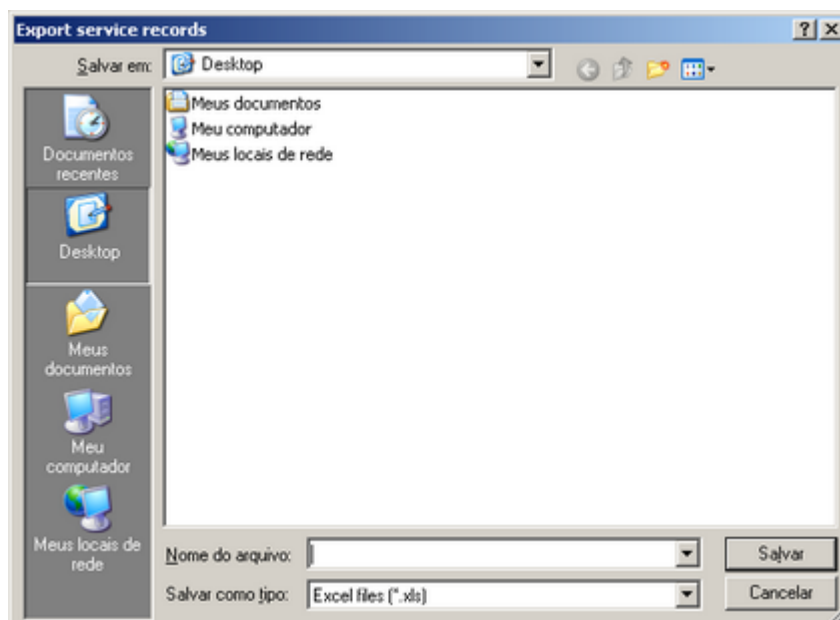 Export service records
Salvar em:
Desktop
Documentos
recentes
Desktop
Meus
documentos
Meu
computador
Meus locais de
rede
Meus documentos
Meu computador
Meus locais de rede
Nome do arquivo:
Salvar
Salvar como tipo:
Excel files (*.xls)
Cancelar